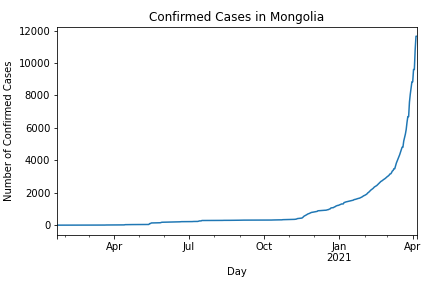 Confirmed Cases in Mongolia
Number of Confirmed Cases
12000
10000
8000
6000
4000
2000
0
Apr
Jul
Oct
Jan
2021
Apr
Day